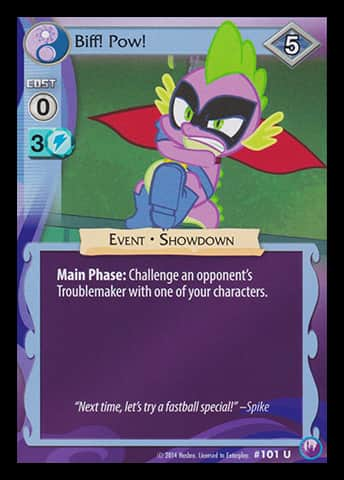 Biff! Pow!
5
COST
0
3
EVENT • SHOWDOWN
Main Phase: Challenge an opponent's
Troublemaker with one of your characters.
"Next time, let's try a fastball special!" –Spike
© 2014 Hasbro. Licensed to Enterplay. #101 U